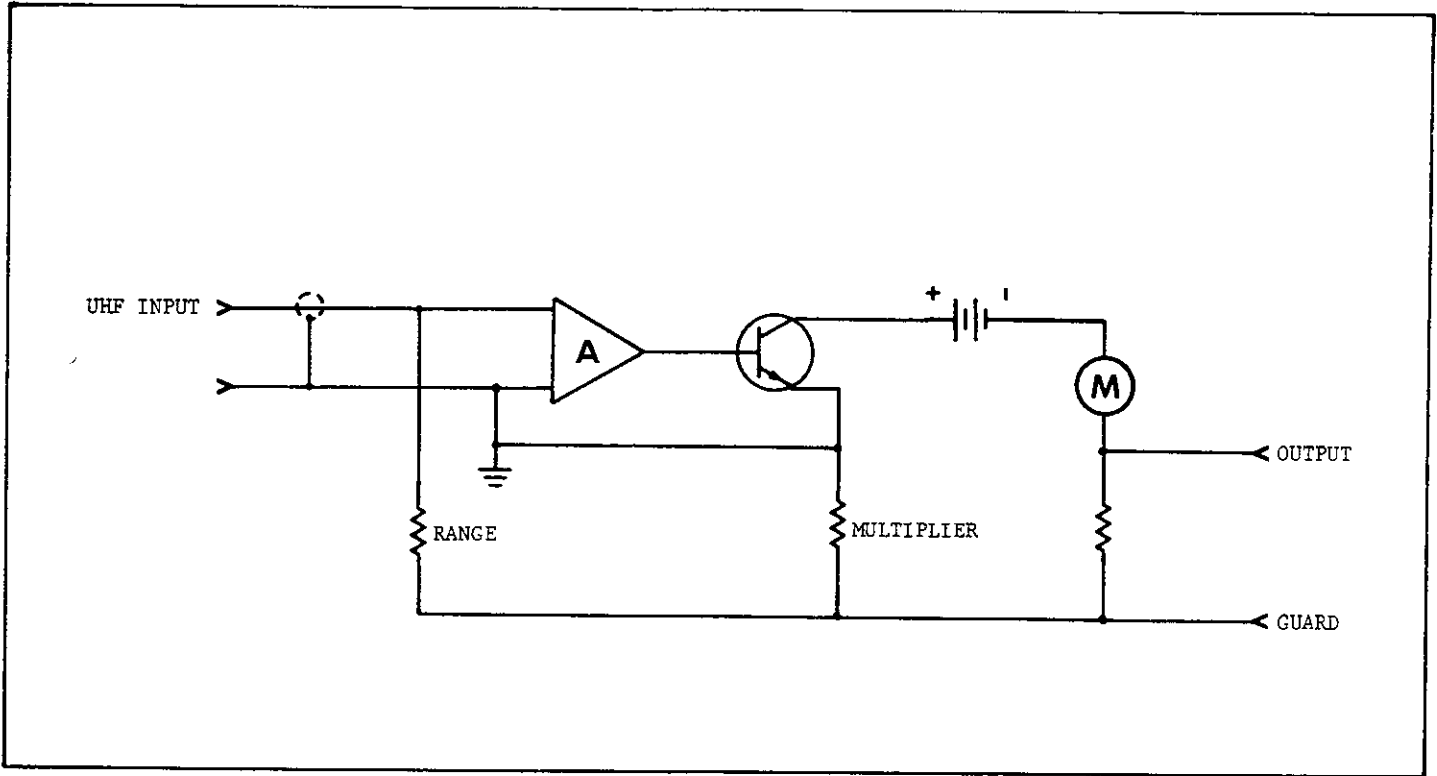 UHF INPUT
A
+
-
M
OUTPUT
RANGE
MULTIPLIER
GUARD